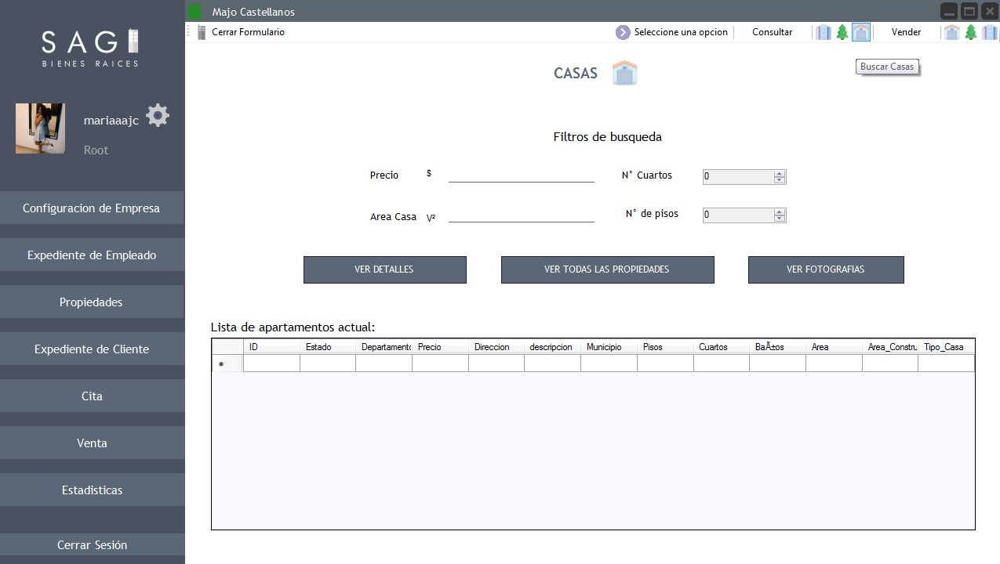 Majo Castellanos
SAGI
BIENES RAICES
mariaaajc
Root
Configuracion de Empresa
Expediente de Empleado
Propiedades
Expediente de Cliente
Cita
Venta
Estadisticas
Cerrar Sesión
Cerrar Formulario
Seleccione una opcion
Consultar
Vender
Buscar Casas
CASAS
Filtros de busqueda
Precio $
N° Cuartos 0
Area Casa V²
N° de pisos 0
VER DETALLES
VER TODAS LAS PROPIEDADES
VER FOTOGRAFIAS
Lista de apartamentos actual:
ID Estado Departamento Precio Direccion descripcion Municipio Pisos Cuartos BaÃ±os Area Area_Constru Tipo_Casa
*